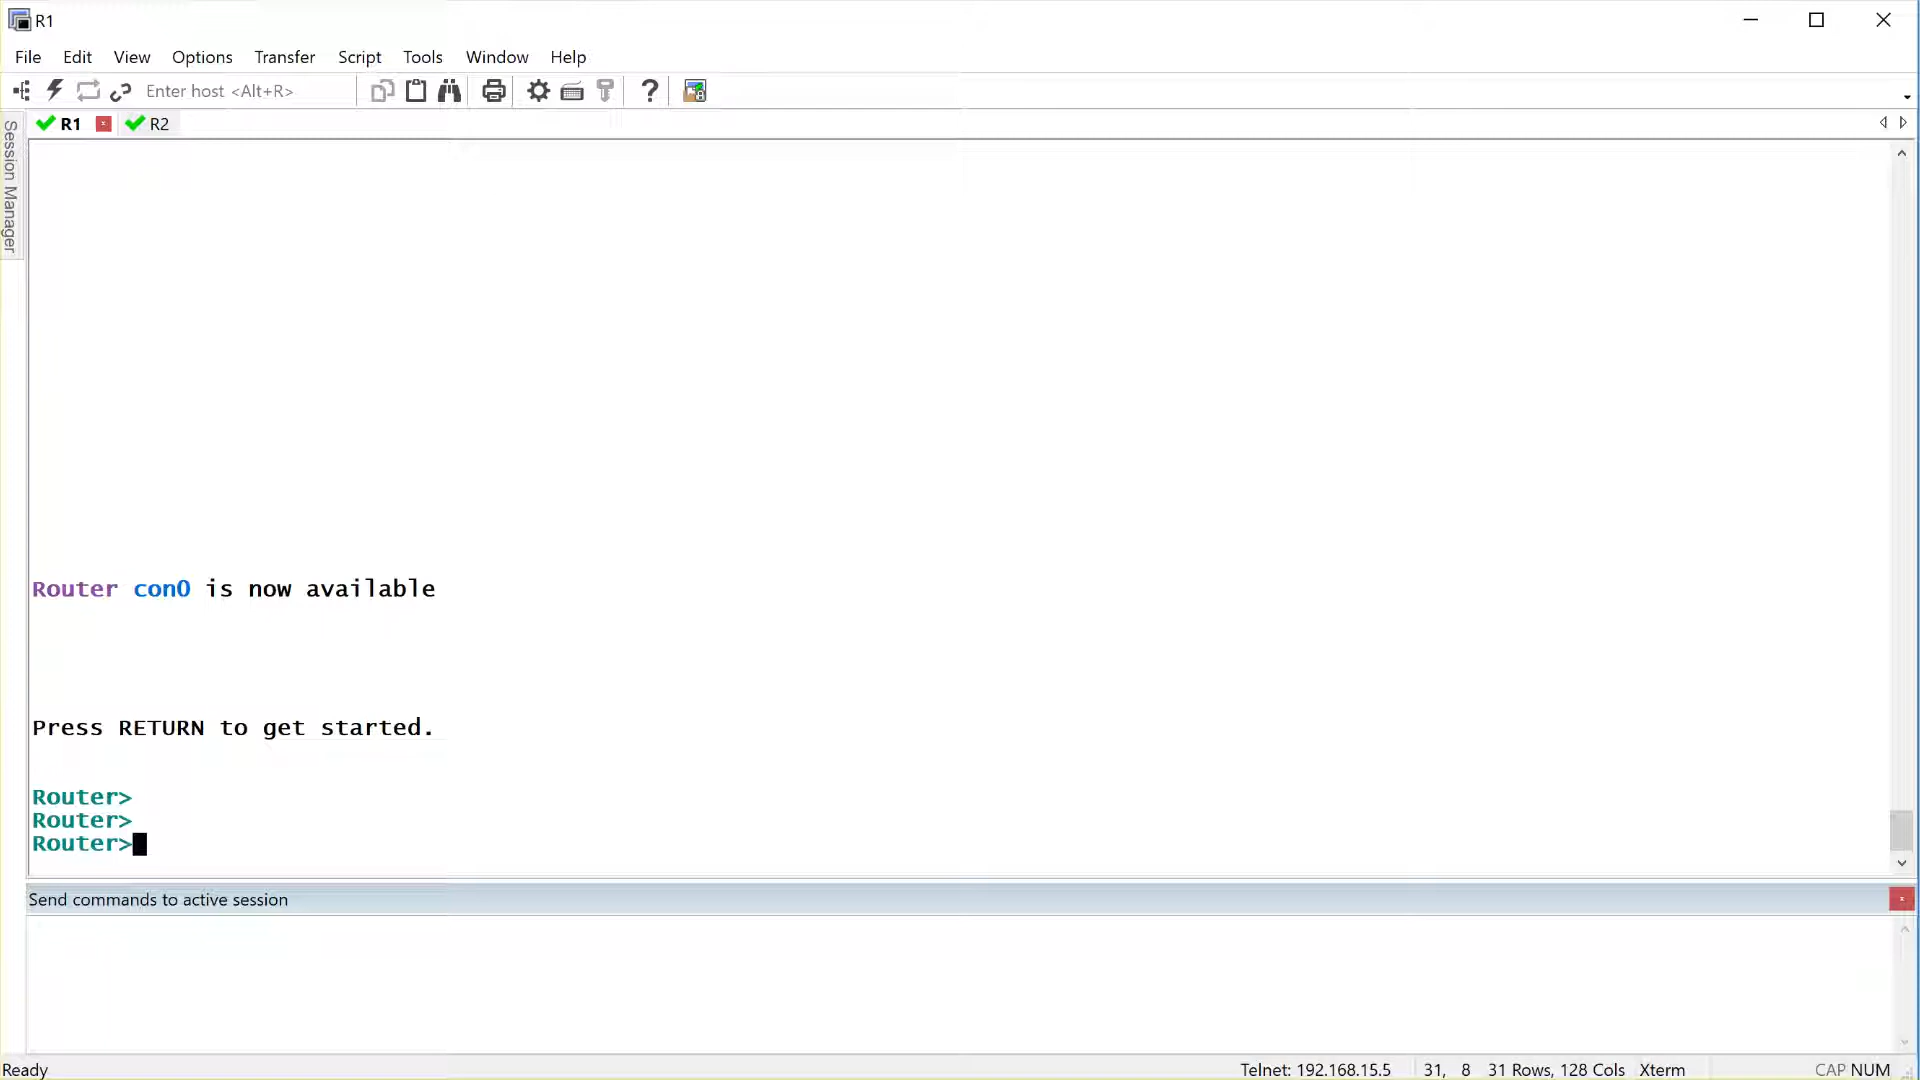 R1
File Edit View Options Transfer Script Tools Window Help
Enter host <Alt+R>
R1 R2
Session Manager
Router con0 is now available
Press RETURN to get started.
Router>
Router>
Router>
Send commands to active session
Ready Telnet: 192.168.15.5 31, 8 31 Rows, 128 Cols Xterm CAP NUM